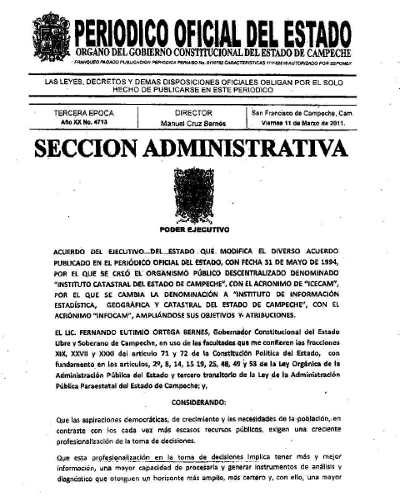 PERIODICO OFICIAL DEL ESTADO
ORGANO DEL GOBIERNO CONSTITUCIONAL DEL ESTADO DE CAMPECHE
FRANQUEO PAGADO PUBLICACION PERIODICA PERMISO No. CARACTERISTICAS AUTORIZADO POR SEPOMEX
LAS LEYES, DECRETOS Y DEMAS DISPOSICIONES OFICIALES OBLIGAN POR EL SOLO
HECHO DE PUBLICARSE EN ESTE PERIODICO
TERCERA EPOCA
Año XX No. 4713
DIRECTOR
Manuel Cruz Bernés
San Francisco de Campeche, Cam.
Viernes 11 de Marzo de 2011.
SECCION ADMINISTRATIVA
PODER EJECUTIVO
ACUERDO DEL EJECUTIVO DEL ESTADO QUE MODIFICA EL DIVERSO ACUERDO
PUBLICADO EN EL PERIÓDICO OFICIAL DEL ESTADO, CON FECHA 31 DE MAYO DE 1994,
POR EL QUE SE CREÓ EL ORGANISMO PÚBLICO DESCENTRALIZADO DENOMINADO
"INSTITUTO CATASTRAL DEL ESTADO DE CAMPECHE", CON EL ACRONIMO DE "ICECAM",
POR EL QUE SE CAMBIA LA DENOMINACIÓN A "INSTITUTO DE INFORMACIÓN
ESTADÍSTICA, GEOGRÁFICA Y CATASTRAL DEL ESTADO DE CAMPECHE", CON EL
ACRÓNIMO "INFOCAM", AMPLIÁNDOSE SUS OBJETIVOS Y ATRIBUCIONES.
EL LIC. FERNANDO EUTIMIO ORTEGA BERNES, Gobernador Constitucional del Estado
Libre y Soberano de Campeche, en uso de las facultades que me confieren las fracciones
XIX, XXVII y XXXI del artículo 71 y 72 de la Constitución Política del Estado, con
fundamento en los artículos, 2º, 8, 14, 15 19, 25, 48, 49 y 53 de la Ley Orgánica de la
Administración Pública del Estado y tercero transitorio de la Ley de la Administración
Pública Paraestatal del Estado de Campeche; y,
CONSIDERANDO:
Que las aspiraciones democráticas, de crecimiento y las necesidades de la población, en
contraste con los cada vez más escasos recursos públicos, exigen una creciente
profesionalización de la toma de decisiones.
Que esta profesionalización en la toma de decisiones implica tener más y mejor
información, una mayor capacidad de procesarla y generar instrumentos de análisis y
diagnóstico que otorguen un horizonte más amplio, más certero y, con ello, una mayor